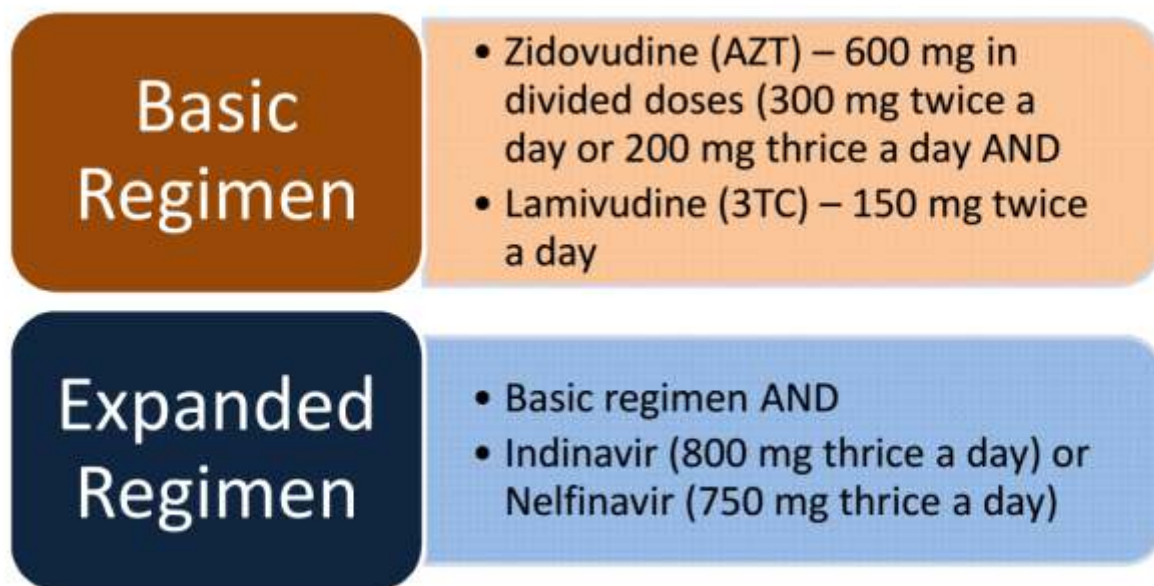 Basic
Regimen
• Zidovudine (AZT) – 600 mg in
divided doses (300 mg twice a
day or 200 mg thrice a day AND
• Lamivudine (3TC) – 150 mg twice
a day
Expanded
Regimen
• Basic regimen AND
• Indinavir (800 mg thrice a day) or
Nelfinavir (750 mg thrice a day)